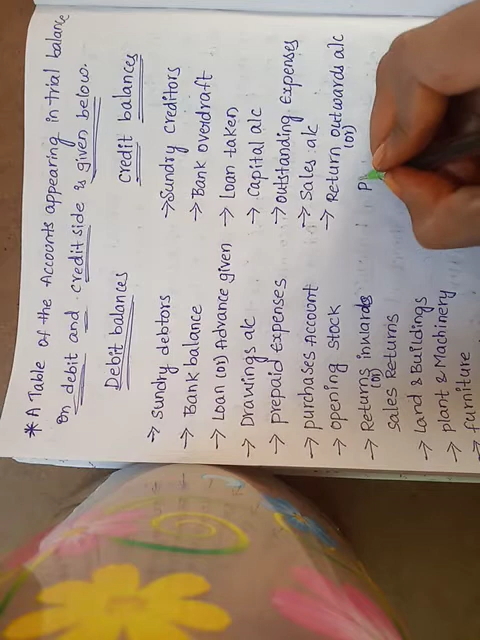 * A Table of the Accounts appearing in trial balance
on debit and credit side is given below.
Debit balances
→ sundry debtors
→ Bank balance
→ Loan (or) Advance given
→ Drawings a/c
→ prepaid expenses
→ purchases Account
→ opening stock
→ Returns inwards
(or)
sales Returns
→ Land & Buildings
→ plant & Machinery
→ furniture
credit balances
→ Sundry creditors
→ Bank overdraft
→ Loan taken
→ Capital a/c
→ outstanding Expenses
→ Sales a/c
→ Return outwards a/c
(or)
P